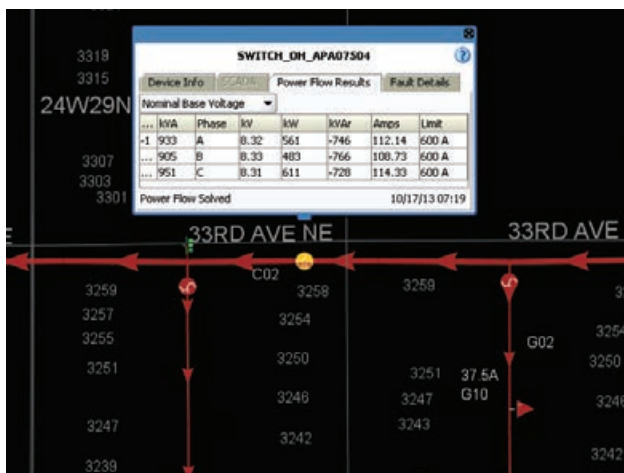 3319
SWITCH_OH_APA07504
3315
Device Info SCADA Power Flow Results Fault Details
24W29N
Nominal Base Voltage
... kVA Phase kV kW kVAr Amps Limit
-1 933 A 8.32 561 -746 112.14 600 A
... 905 B 8.33 483 -766 108.73 600 A
... 951 C 8.31 611 -728 114.33 600 A
3307
3303
3301
Power Flow Solved 10/17/13 07:19
E 33RD AVE NE 33RD AVE
C02
3259 3258 3259
3257 3254 3254
3255
G02
3251 3250 3250
3251 37.5A
3246 3247 G10 3246
3247 3243
3242 3242
3239